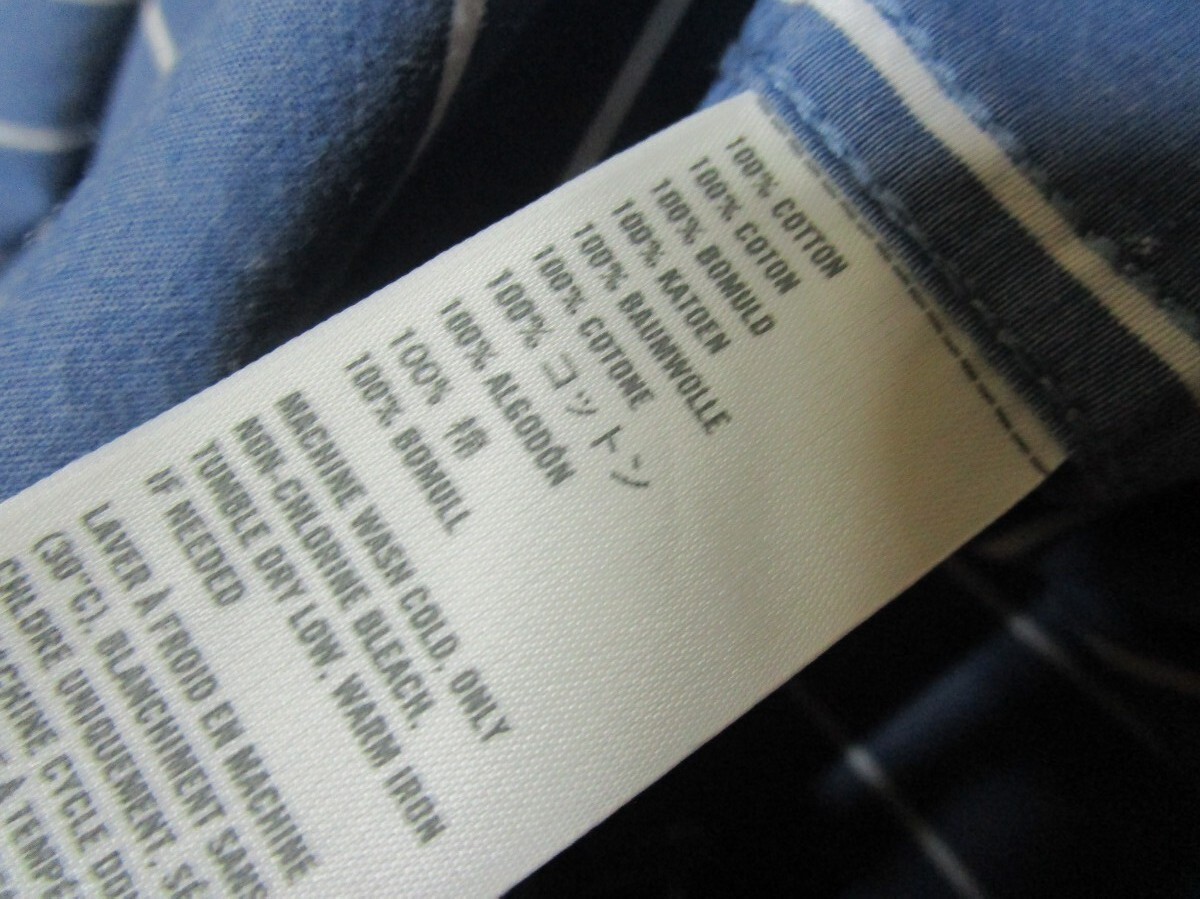 100% COTTON
100% COTON
100% BOMULD
100% KATOEN
100% BAUMWOLLE
100% COTONE
100% コットン
100% ALGODÓN
100% 棉
100% BOMULL
MACHINE WASH COLD, ONLY
NON-CHLORINE BLEACH,
TUMBLE DRY LOW, WARM IRON
IF NEEDED
LAVER À FROID EN MACHINE
(30°C), BLANCHIMENT SANS
CHLORE UNIQUEMENT,
CYCLE